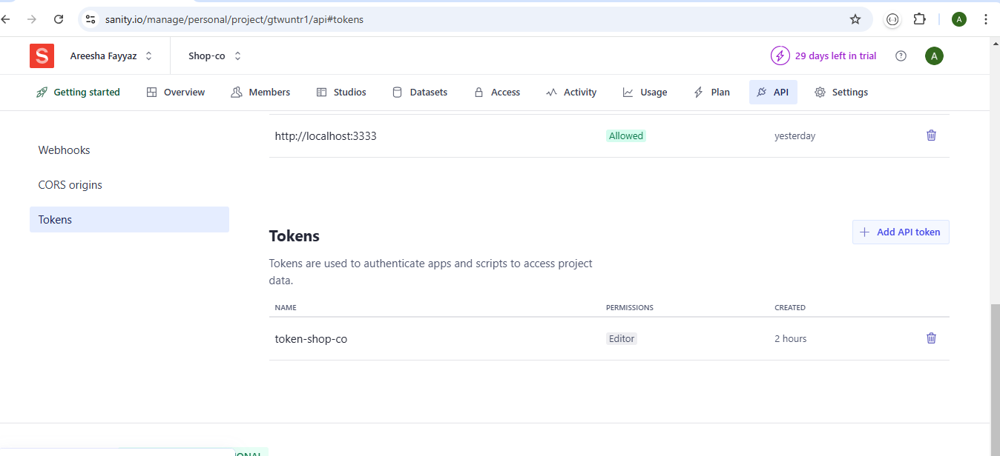 sanity.io/manage/personal/project/gtwuntr1/api#tokens
A
S Areesha Fayyaz Shop-co 29 days left in trial ? A
Getting started Overview Members Studios Datasets Access Activity Usage Plan API Settings
http://localhost:3333 Allowed yesterday
Webhooks
CORS origins
Tokens
Tokens
Add API token
Tokens are used to authenticate apps and scripts to access project
data.
NAME PERMISSIONS CREATED
token-shop-co Editor 2 hours